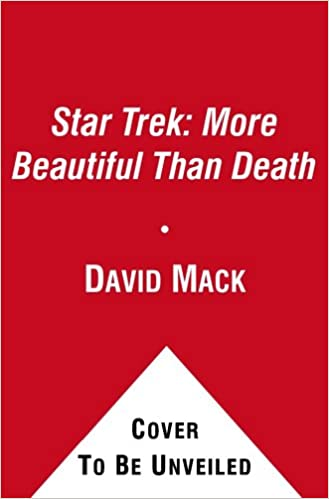 Star Trek: More
Beautiful Than Death
•
DAVID MACK
COVER
TO BE UNVEILED